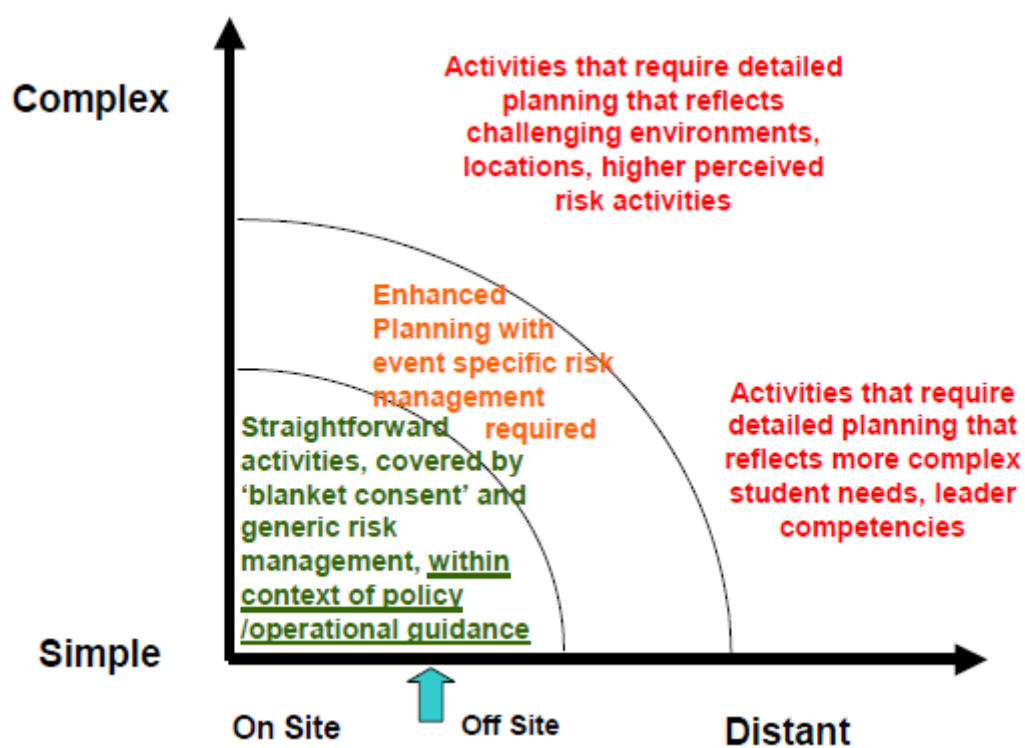 Complex
Activities that require detailed
planning that reflects
challenging environments,
locations, higher perceived
risk activities
Enhanced
Planning with
event specific risk
management
required
Straightforward
activities, covered by
‘blanket consent’ and
generic risk
management, within
context of policy
/operational guidance
Activities that require
detailed planning that
reflects more complex
student needs, leader
competencies
Simple
On Site
Off Site
Distant